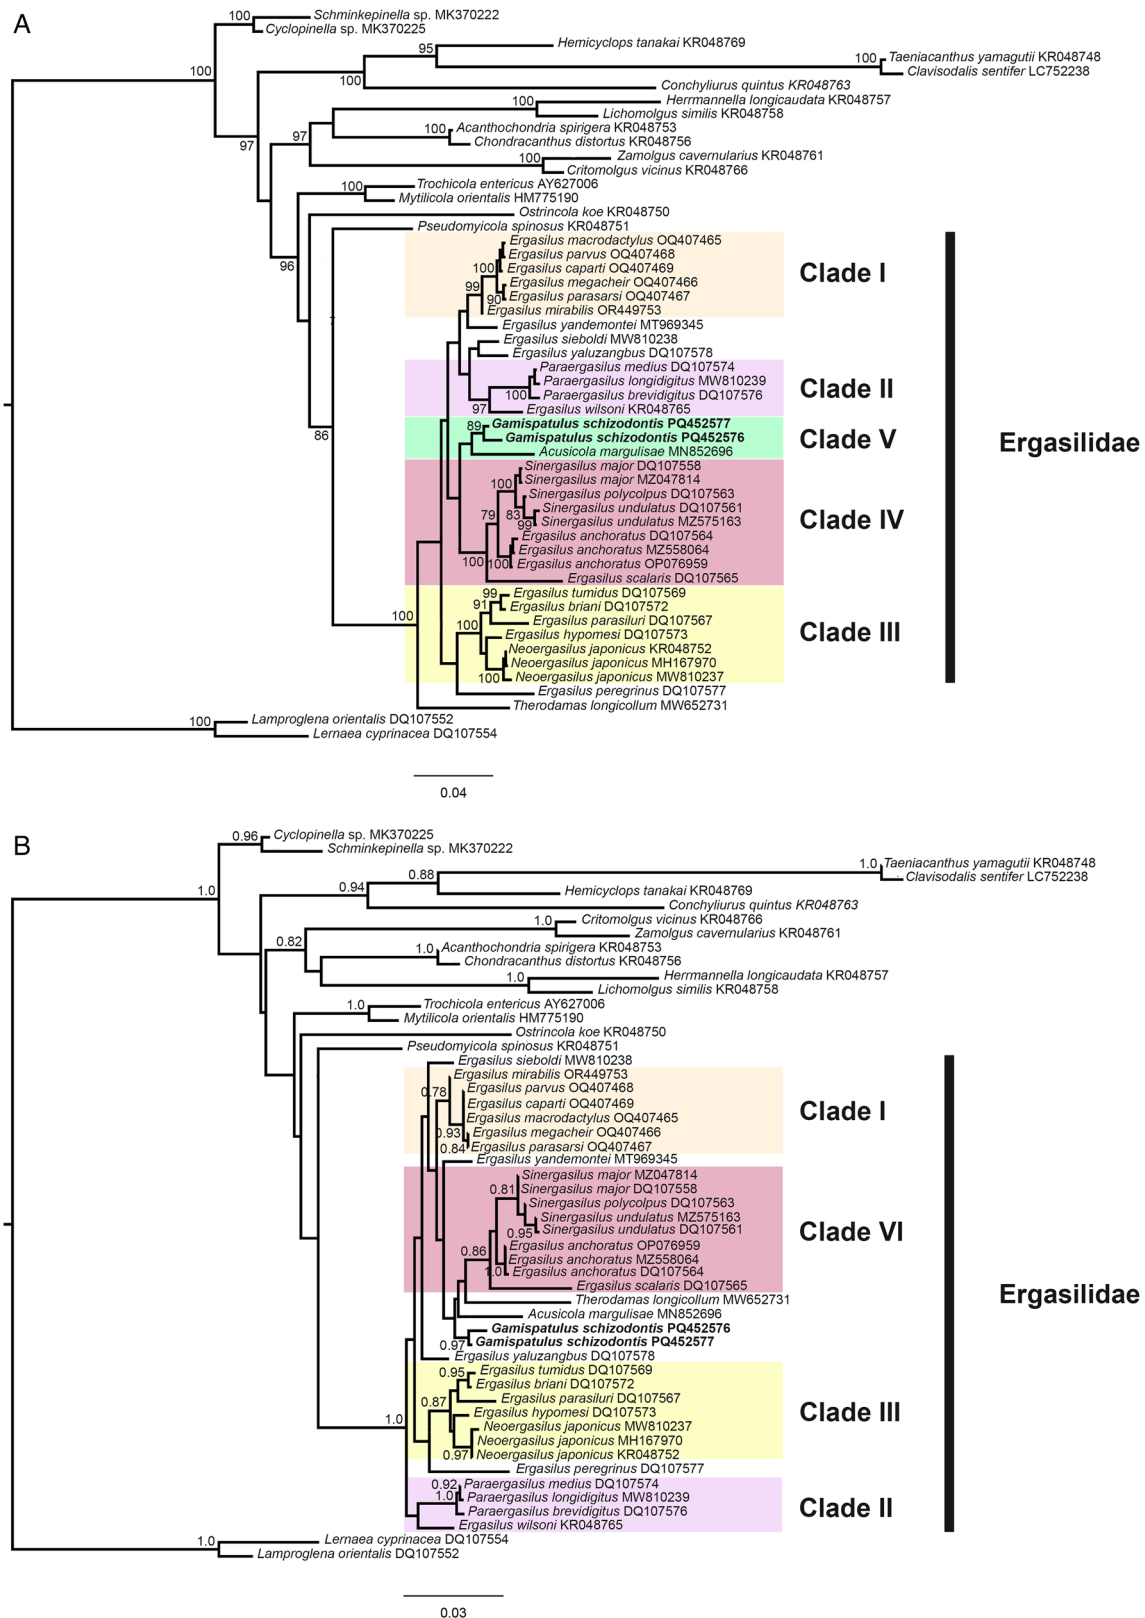 A
100
Schminkepinella sp. MK370222
Cyclopinella sp. MK370225
95
Hemicyclops tanakai KR048769
100
Taeniacanthus yamagutii KR048748
Clavisodalis sentifer LC752238
100
100
Conchyliurus quintus KR048763
97
100
Herrmannella longicaudata KR048757
Lichomolgus similis KR048758
97
100
Acanthochondria spirigera KR048753
Chondracanthus distortus KR048756
100
Zamolgus cavernularius KR048761
Critomolgus vicinus KR048766
100
Trochicola entericus AY627006
Mytilicola orientalis HM775190
96
Ostrincola koe KR048750
Pseudomyicola spinosus KR048751
Ergasilus macrodactylus OQ407465
Ergasilus parvus OQ407468
100
Ergasilus caparti OQ407469
99
Ergasilus megacheir OQ407466
90
Ergasilus parasarsi OQ407467
Ergasilus mirabilis OR449753
Clade I
Ergasilus yandemontei MT969345
Ergasilus sieboldi MW810238
Ergasilus yaluzangbus DQ107578
Paraergasilus medius DQ107574
Paraergasilus longidigitus MW810239
100
Paraergasilus brevidigitus DQ107576
97
Ergasilus wilsoni KR048765
Clade II
86
89
Gamispatulus schizodontis PQ452577
Gamispatulus schizodontis PQ452576
Acusicola margulisae MN852696
Clade V
Ergasilidae
Sinergasilus major DQ107558
Sinergasilus major MZ047814
100
Sinergasilus polycolpus DQ107563
Sinergasilus undulatus DQ107561
79
83
Sinergasilus undulatus MZ575163
99
Ergasilus anchoratus DQ107564
Ergasilus anchoratus MZ558064
100
100
Ergasilus anchoratus OP076959
Ergasilus scalaris DQ107565
Clade IV
99
Ergasilus tumidus DQ107569
91
Ergasilus briani DQ107572
Ergasilus parasiluri DQ107567
100
100
Ergasilus hypomesi DQ107573
Neoergasilus japonicus KR048752
Neoergasilus japonicus MH167970
100
Neoergasilus japonicus MW810237
Clade III
Ergasilus peregrinus DQ107577
Therodamas longicollum MW652731
100
Lamproglena orientalis DQ107552
Lernaea cyprinacea DQ107554
0.04
B
0.96
Cyclopinella sp. MK370225
Schminkepinella sp. MK370222
1.0
0.94
0.88
1.0
Taeniacanthus yamagutii KR048748
Clavisodalis sentifer LC752238
Hemicyclops tanakai KR048769
Conchyliurus quintus KR048763
0.82
1.0
Critomolgus vicinus KR048766
Zamolgus cavernularius KR048761
1.0
Acanthochondria spirigera KR048753
Chondracanthus distortus KR048756
1.0
Herrmannella longicaudata KR048757
Lichomolgus similis KR048758
1.0
Trochicola entericus AY627006
Mytilicola orientalis HM775190
Ostrincola koe KR048750
Pseudomyicola spinosus KR048751
Ergasilus sieboldi MW810238
Ergasilus mirabilis OR449753
0.78
Ergasilus parvus OQ407468
Ergasilus caparti OQ407469
Ergasilus macrodactylus OQ407465
0.93
Ergasilus megacheir OQ407466
0.84
Ergasilus parasarsi OQ407467
Clade I
Ergasilus yandemontei MT969345
Sinergasilus major MZ047814
0.81
Sinergasilus major DQ107558
Sinergasilus polycolpus DQ107563
Sinergasilus undulatus MZ575163
0.95
Sinergasilus undulatus DQ107561
0.86
Ergasilus anchoratus OP076959
Ergasilus anchoratus MZ558064
1.0
Ergasilus anchoratus DQ107564
Ergasilus scalaris DQ107565
Clade VI
Therodamas longicollum MW652731
Acusicola margulisae MN852696
Gamispatulus schizodontis PQ452576
0.97
Gamispatulus schizodontis PQ452577
Ergasilus yaluzangbus DQ107578
Ergasilidae
0.95
Ergasilus tumidus DQ107569
Ergasilus briani DQ107572
0.87
Ergasilus parasiluri DQ107567
1.0
Ergasilus hypomesi DQ107573
Neoergasilus japonicus MW810237
Neoergasilus japonicus MH167970
0.97
Neoergasilus japonicus KR048752
Clade III
Ergasilus peregrinus DQ107577
0.92
Paraergasilus medius DQ107574
1.0
Paraergasilus longidigitus MW810239
Paraergasilus brevidigitus DQ107576
Ergasilus wilsoni KR048765
Clade II
1.0
Lernaea cyprinacea DQ107554
Lamproglena orientalis DQ107552
0.03